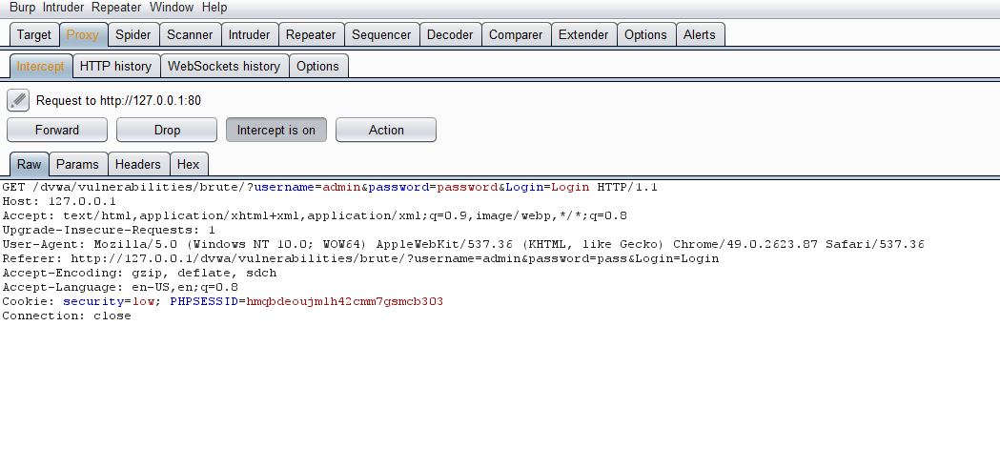 Burp Intruder Repeater Window Help
Target Proxy Spider Scanner Intruder Repeater Sequencer Decoder Comparer Extender Options Alerts
Intercept HTTP history WebSockets history Options
Request to http://127.0.0.1:80
Forward Drop Intercept is on Action
Raw Params Headers Hex
GET /dvwa/vulnerabilities/brute/?username=admin&password=password&Login=Login HTTP/1.1
Host: 127.0.0.1
Accept: text/html,application/xhtml+xml,application/xml;q=0.9,image/webp,*/*;q=0.8
Upgrade-Insecure-Requests: 1
User-Agent: Mozilla/5.0 (Windows NT 10.0; WOW64) AppleWebKit/537.36 (KHTML, like Gecko) Chrome/49.0.2623.87 Safari/537.36
Referer: http://127.0.0.1/dvwa/vulnerabilities/brute/?username=admin&password=pass&Login=Login
Accept-Encoding: gzip, deflate, sdch
Accept-Language: en-US,en;q=0.8
Cookie: security=low; PHPSESSID=hmqbdeoujmlh42cmm7gsmcb303
Connection: close